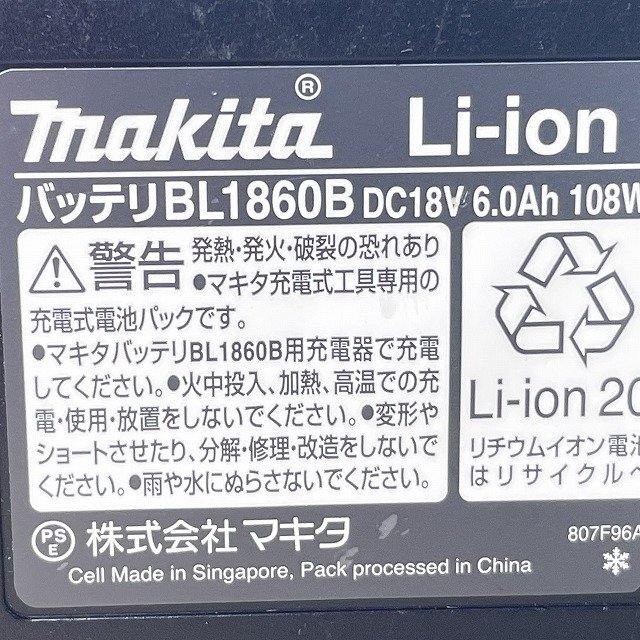 makita® Li-ion
バッテリBL1860B DC18V 6.0Ah 108W
⚠警告 発熱・発火・破裂の恐れあり
●マキタ充電式工具専用の
充電式電池パックです。
●マキタバッテリBL1860B用充電器で充電
してください。●火中投入、加熱、高温での充
電・使用・放置をしないでください。●変形や
ショートさせたり、分解・修理・改造をしないで
ください。●雨や水にぬらさないでください。
Li-ion 20
リチウムイオン電池
はリサイクルへ
PSE 株式会社マキタ
807F96A
Cell Made in Singapore, Pack processed in China